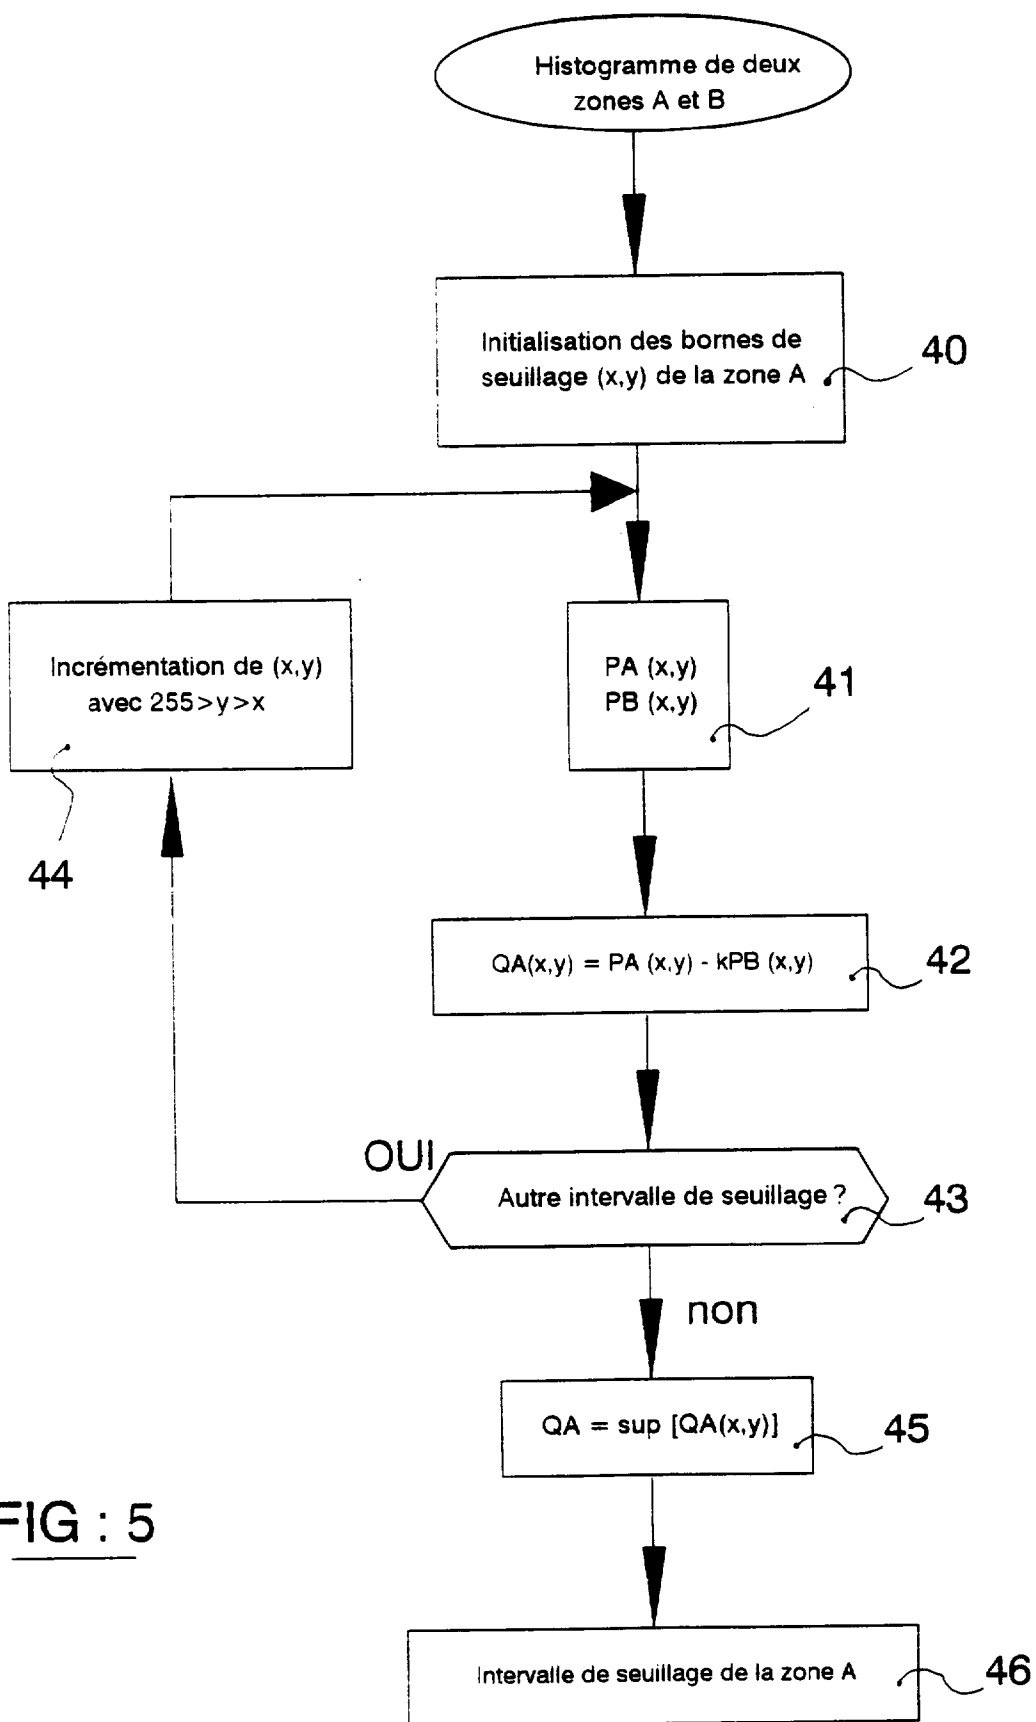 Histogramme de deux
zones A et B
Initialisation des bornes de
seuillage (x,y) de la zone A
40
Incrémentation de (x,y)
avec 255>y>x
44
PA (x,y)
PB (x,y)
41
QA(x,y) = PA (x,y) - kPB (x,y)
42
OUI
Autre intervalle de seuillage ?
43
non
QA = sup [QA(x,y)]
45
FIG : 5
Intervalle de seuillage de la zone A
46